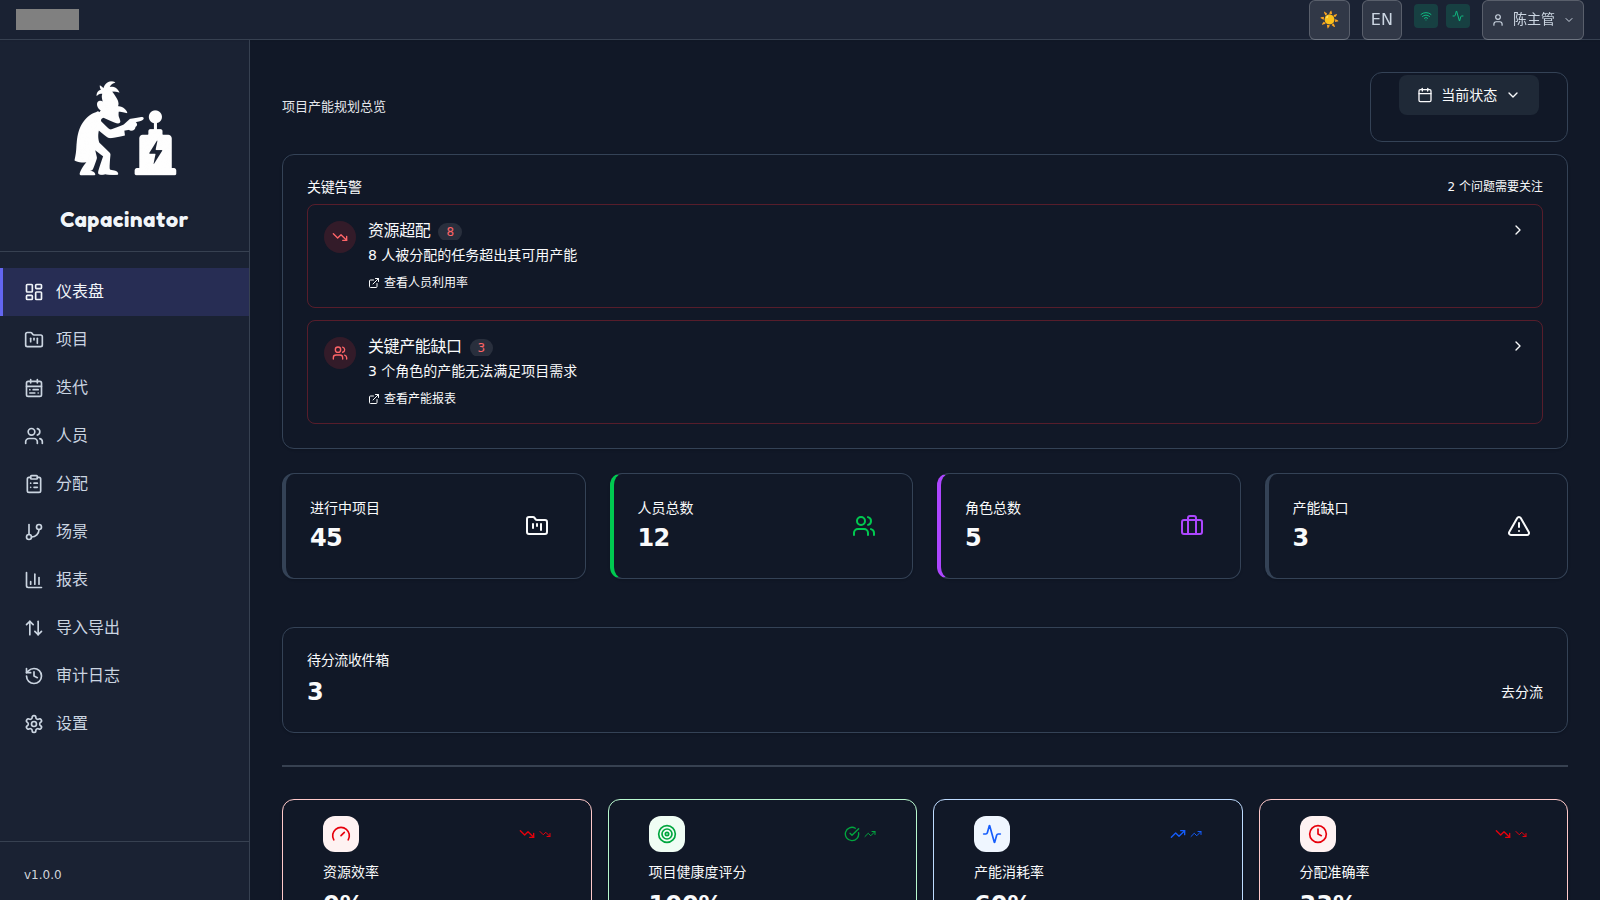 EN
陈主管
Capacinator
仪表盘
项目
迭代
人员
分配
场景
报表
导入导出
审计日志
设置
v1.0.0
项目产能规划总览
当前状态
关键告警
2 个问题需要关注
资源超配 8
8 人被分配的任务超出其可用产能
查看人员利用率
关键产能缺口 3
3 个角色的产能无法满足项目需求
查看产能报表
进行中项目
45
人员总数
12
角色总数
5
产能缺口
3
待分流收件箱
3
去分流
资源效率
项目健康度评分
产能消耗率
分配准确率